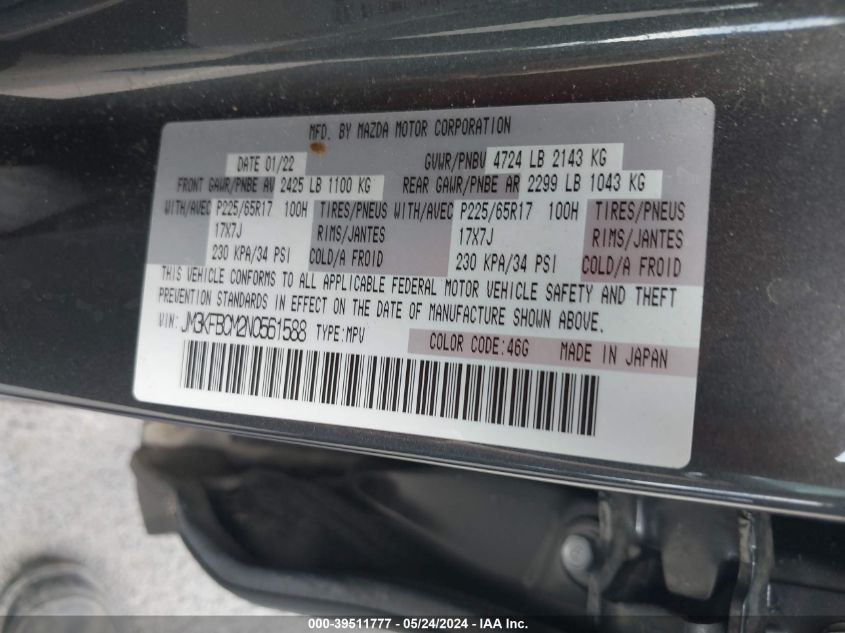 MFD. BY MAZDA MOTOR CORPORATION
DATE 01/22 GVWR/PNBV 4724 LB 2143 KG
FRONT GAWR/PNBE AV 2425 LB 1100 KG REAR GAWR/PNBE AR 2299 LB 1043 KG
WITH/AVEC P225/65R17 100H TIRES/PNEUS WITH/AVEC P225/65R17 100H TIRES/PNEUS
17X7J RIMS/JANTES 17X7J RIMS/JANTES
230 KPA/34 PSI COLD/A FROID 230 KPA/34 PSI COLD/A FROID
THIS VEHICLE CONFORMS TO ALL APPLICABLE FEDERAL MOTOR VEHICLE SAFETY AND THEFT
PREVENTION STANDARDS IN EFFECT ON THE DATE OF MANUFACTURE SHOWN ABOVE.
VIN: JM3KFBCM2N0561588 TYPE: MPV COLOR CODE: 46G MADE IN JAPAN
000-39511777 - 05/24/2024 - IAA Inc.